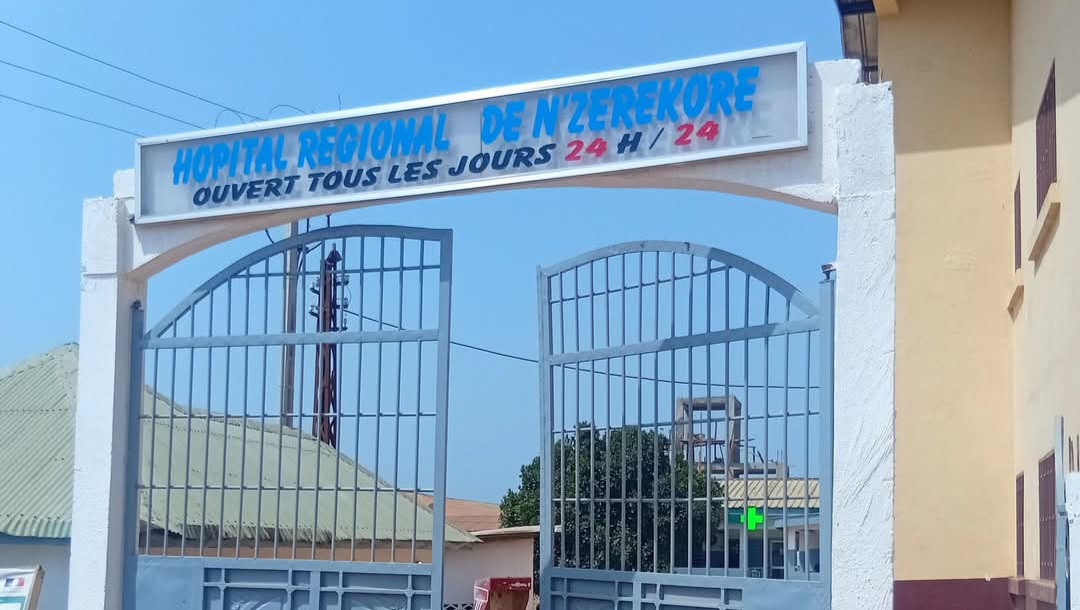 HOPITAL REGIONAL DE N'ZEREKORE
OUVERT TOUS LES JOURS 24 H / 24